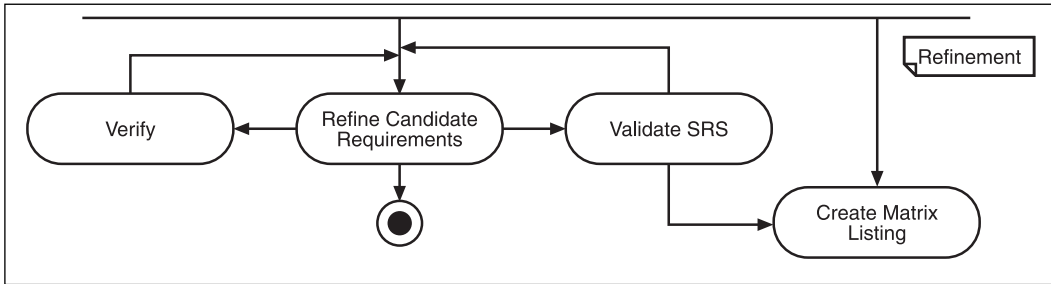 Refinement
Verify
Refine Candidate
Requirements
Validate SRS
Create Matrix
Listing